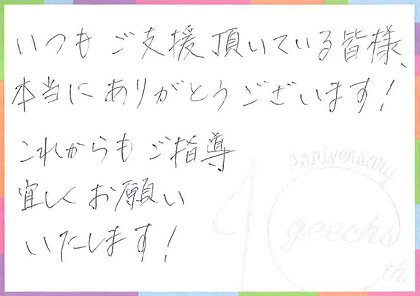 いつもご支援頂いている皆様、
本当にありがとうございます!
これからもご指導
宜しくお願い
いたします!
Anniversary
10
geechs
th